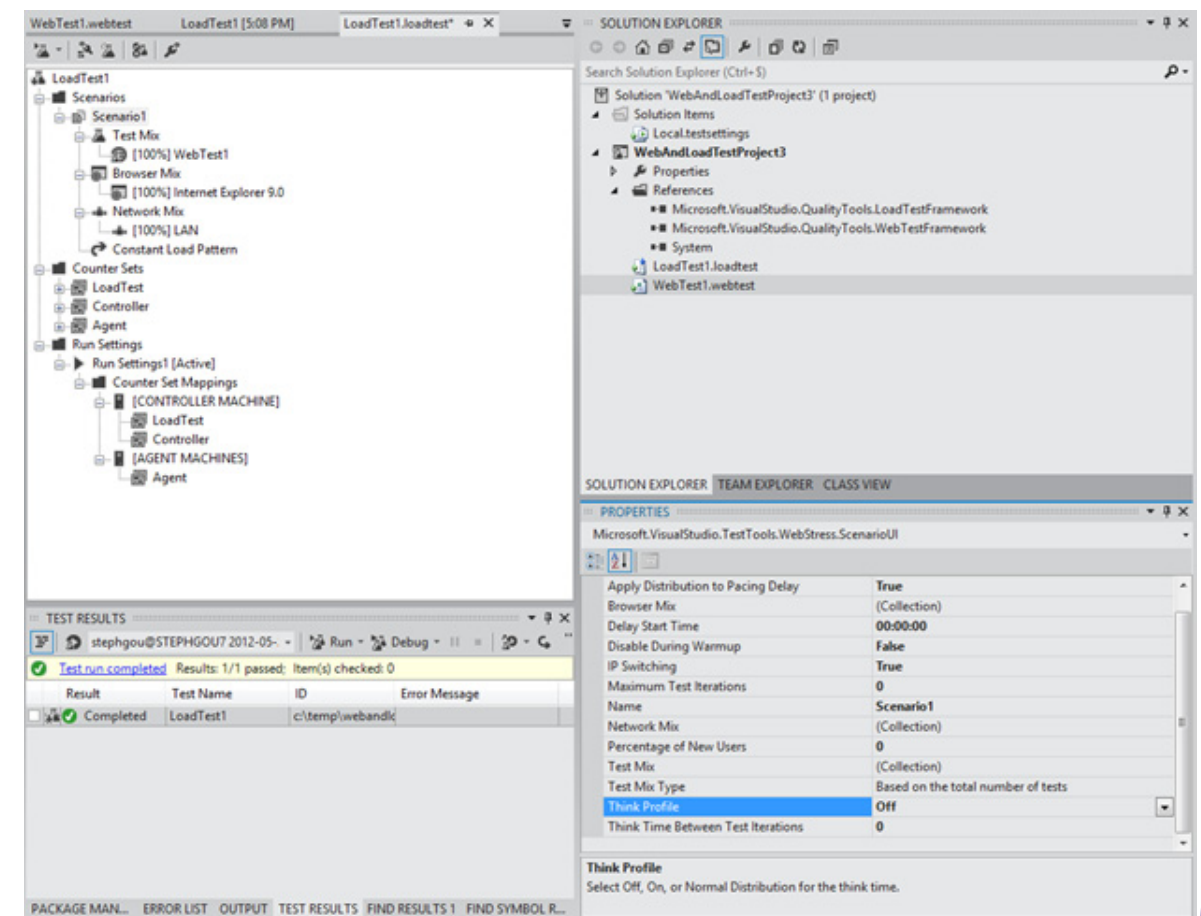 WebTest1.webtest LoadTest1 [5:08 PM] LoadTest1.loadtest*
LoadTest1
Scenarios
Scenario1
Test Mix
[100%] WebTest1
Browser Mix
[100%] Internet Explorer 9.0
Network Mix
[100%] LAN
Constant Load Pattern
Counter Sets
LoadTest
Controller
Agent
Run Settings
Run Settings1 [Active]
Counter Set Mappings
[CONTROLLER MACHINE]
LoadTest
Controller
[AGENT MACHINES]
Agent
TEST RESULTS
stephgou@STEPHGOU7 2012-05-. Run Debug
Test run completed Results: 1/1 passed; Item(s) checked: 0
Result Test Name ID Error Message
Completed LoadTest1 c:\temp\webandlc
PACKAGE MAN... ERROR LIST OUTPUT TEST RESULTS FIND RESULTS 1 FIND SYMBOL R...
SOLUTION EXPLORER
Search Solution Explorer (Ctrl+$)
Solution 'WebAndLoadTestProject3' (1 project)
Solution Items
Local.testsettings
WebAndLoadTestProject3
Properties
References
Microsoft.VisualStudio.QualityTools.LoadTestFramework
Microsoft.VisualStudio.QualityTools.WebTestFramework
System
LoadTest1.loadtest
WebTest1.webtest
SOLUTION EXPLORER TEAM EXPLORER CLASS VIEW
PROPERTIES
Microsoft.VisualStudio.TestTools.WebStress.ScenarioUI
Apply Distribution to Pacing Delay True
Browser Mix (Collection)
Delay Start Time 00:00:00
Disable During Warmup False
IP Switching True
Maximum Test Iterations 0
Name Scenario1
Network Mix (Collection)
Percentage of New Users 0
Test Mix (Collection)
Test Mix Type Based on the total number of tests
Think Profile Off
Think Time Between Test Iterations 0
Think Profile
Select Off, On, or Normal Distribution for the think time.